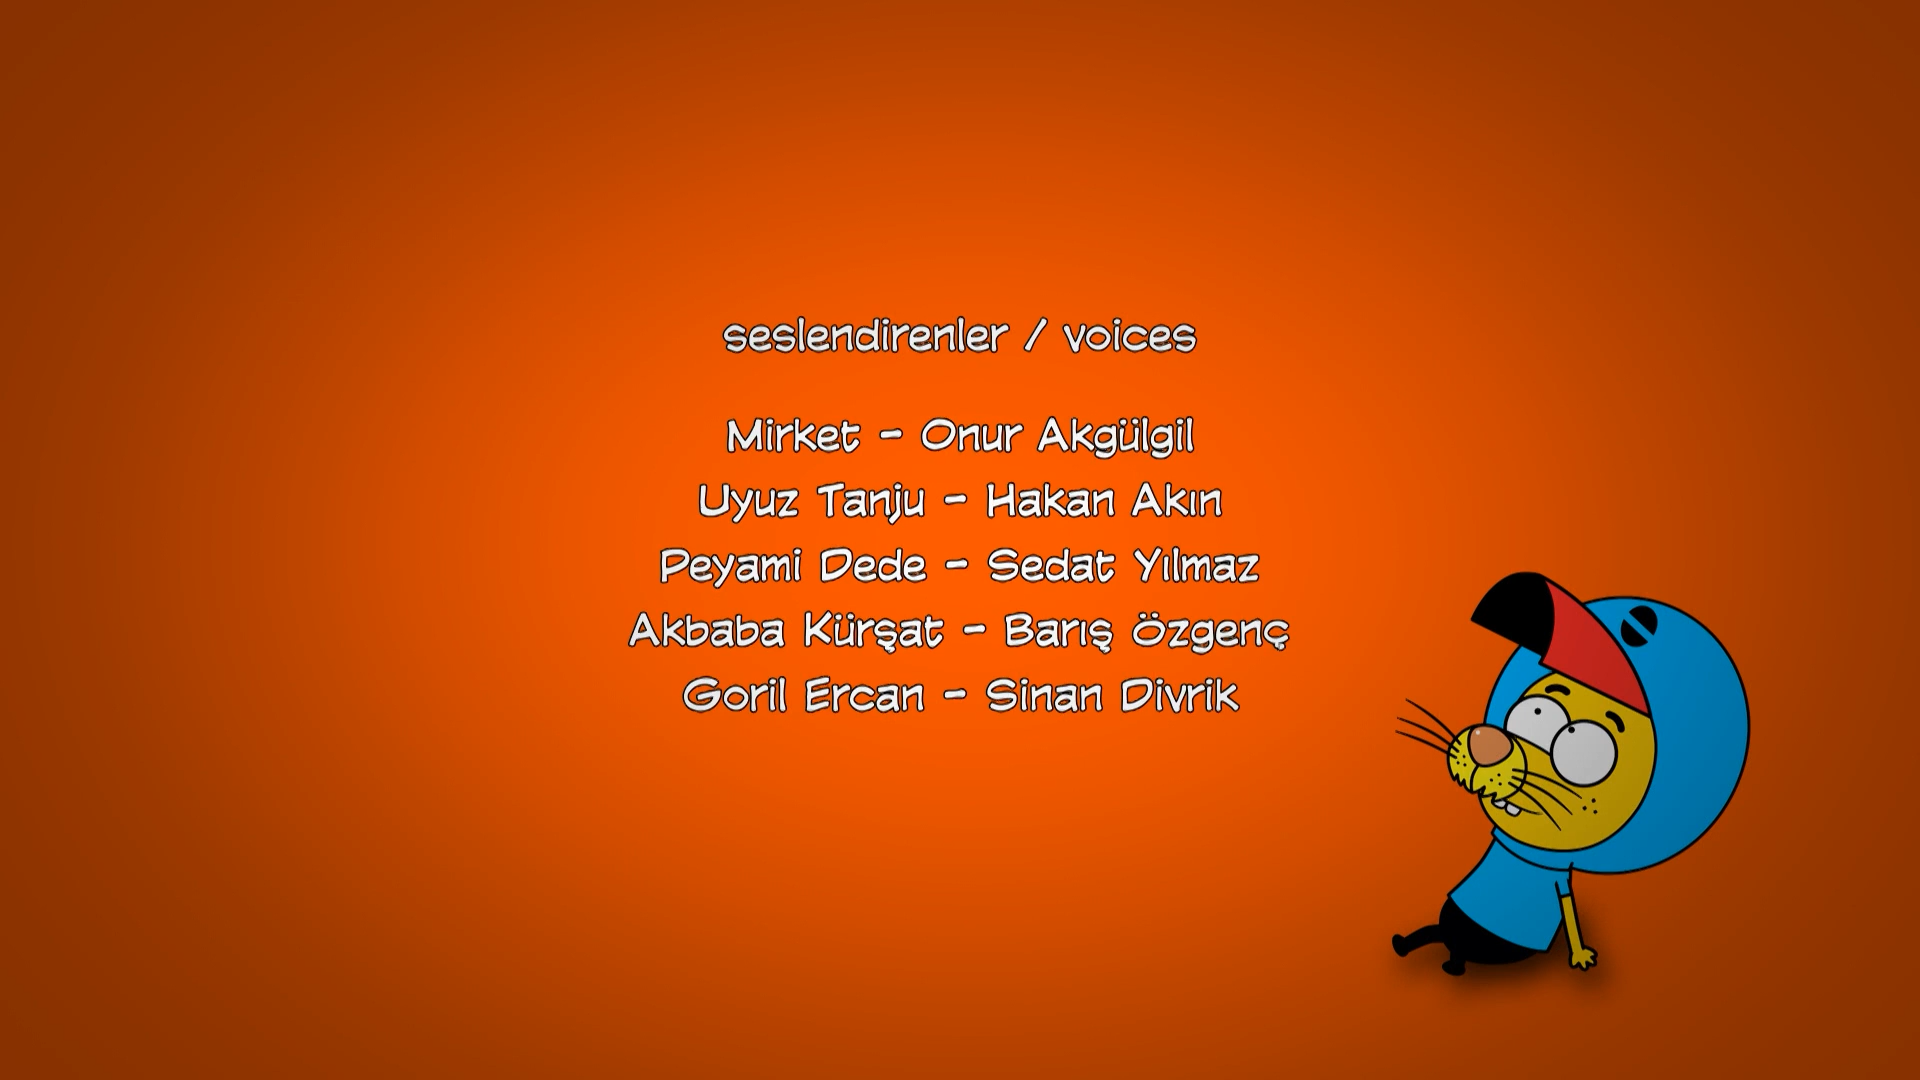 seslendirenler / voices
Mirket - Onur Akgülgil
Uyuz Tanju - Hakan Akın
Peyami Dede - Sedat Yılmaz
Akbaba Kürşat - Barış Özgenç
Goril Ercan - Sinan Divrik